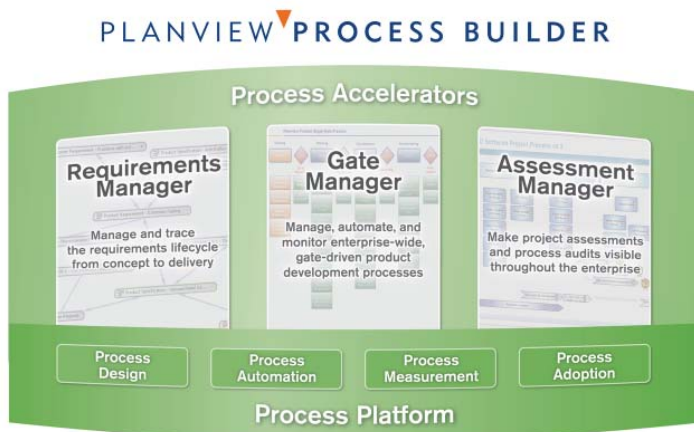 PLANVIEW PROCESS BUILDER
Process Accelerators
Requirements
Manager
Manage and trace
the requirements lifecycle
from concept to delivery
Gate
Manager
Manage, automate, and
monitor enterprise-wide,
gate-driven product
development processes
Assessment
Manager
Make project assessments
and process audits visible
throughout the enterprise
Process
Design
Process
Automation
Process
Measurement
Process
Adoption
Process Platform